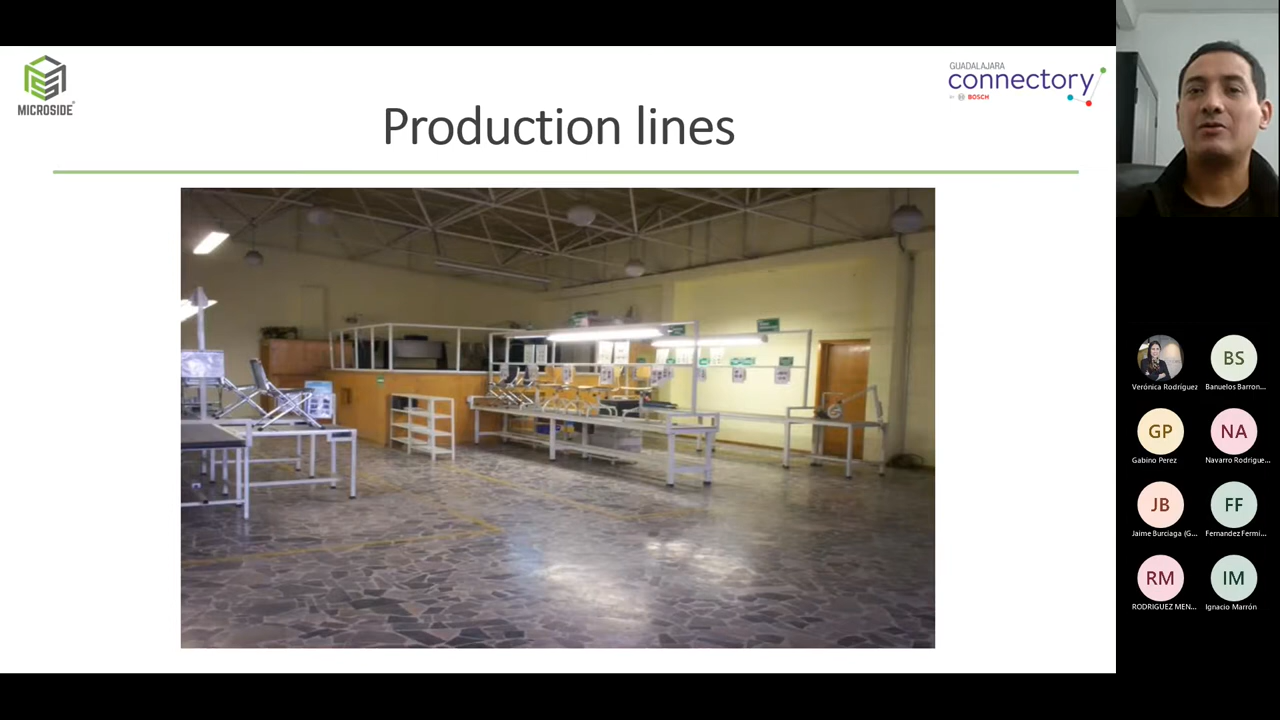 MICROSIDE®
GUADALAJARA
connectory
BOSCH
Production lines
Verónica Rodríguez
BS
Banuelos Barron...
GP
Gabino Perez
NA
Navarro Rodrigue...
JB
Jaime Burciaga (G...
FF
Fernandez Fermi...
RM
RODRIGUEZ MEN...
IM
Ignacio Marrón